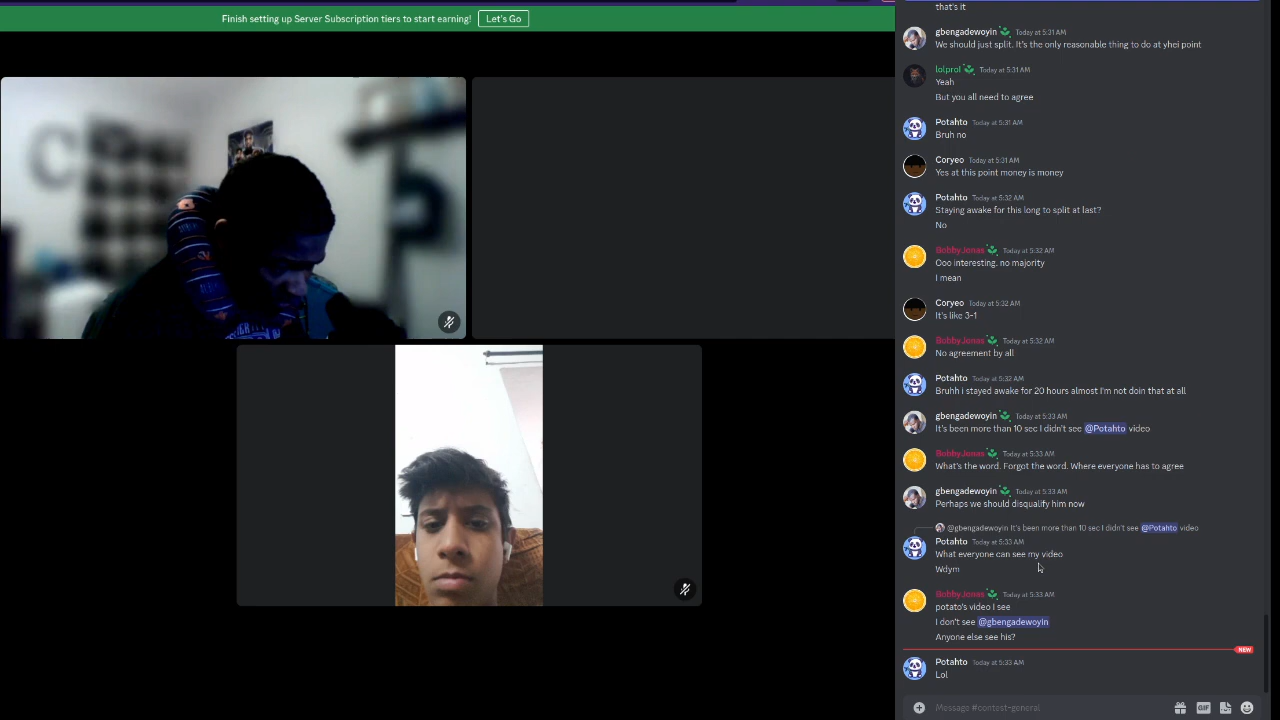 Finish setting up Server Subscription tiers to start earning! Let's Go
that's it
gbengadewoyin Today at 5:31 AM
We should just split. It's the only reasonable thing to do at yhei point
lolprol Today at 5:31 AM
Yeah
But you all need to agree
Potahto Today at 5:31 AM
Bruh no
Coryeo Today at 5:31 AM
Yes at this point money is money
Potahto Today at 5:32 AM
Staying awake for this long to split at last?
No
BobbyJonas Today at 5:32 AM
Ooo interesting. no majority
I mean
Coryeo Today at 5:32 AM
It's like 3-1
BobbyJonas Today at 5:32 AM
No agreement by all
Potahto Today at 5:32 AM
Bruhh i stayed awake for 20 hours almost I'm not doin that at all
gbengadewoyin Today at 5:33 AM
It's been more than 10 sec I didn't see @Potahto video
BobbyJonas Today at 5:33 AM
What's the word. Forgot the word. Where everyone has to agree
gbengadewoyin Today at 5:33 AM
Perhaps we should disqualify him now
@gbengadewoyin It's been more than 10 sec I didn't see @Potahto video
Potahto Today at 5:33 AM
What everyone can see my video
Wdym
BobbyJonas Today at 5:33 AM
potato's video I see
I don't see @gbengadewoyin
Anyone else see his?
NEW
Potahto Today at 5:33 AM
Lol
Message #contest-general
GIF